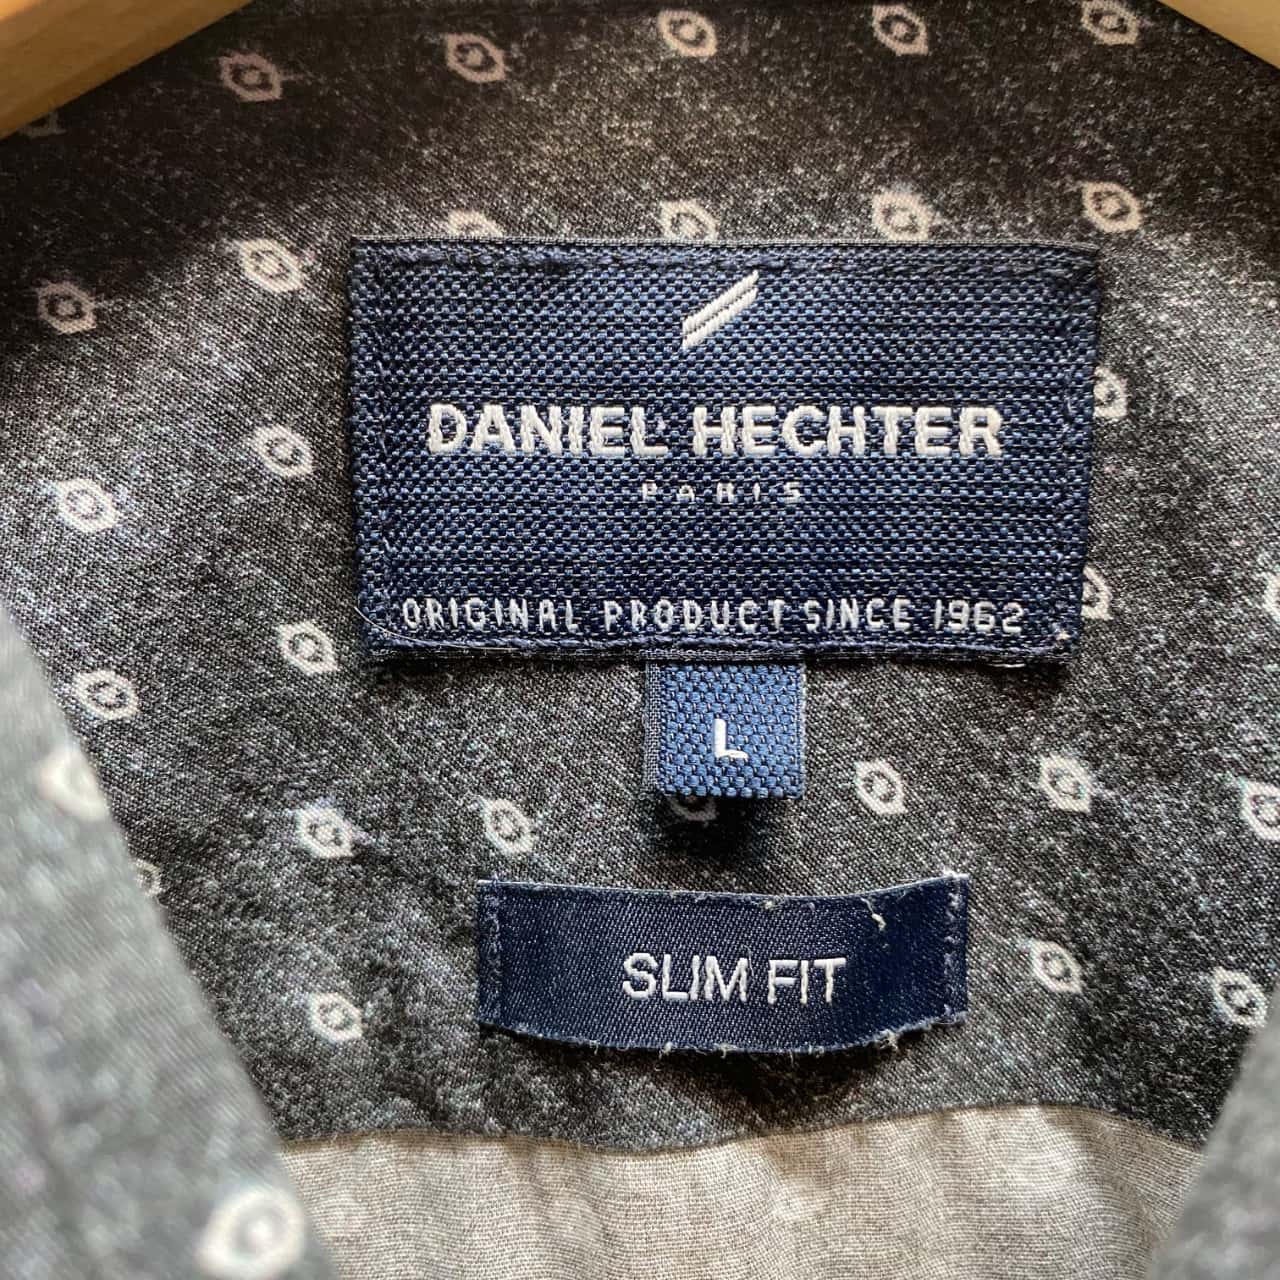 DANIEL HECHTER
PARIS
ORIGINAL PRODUCT SINCE 1962
L
SLIM FIT